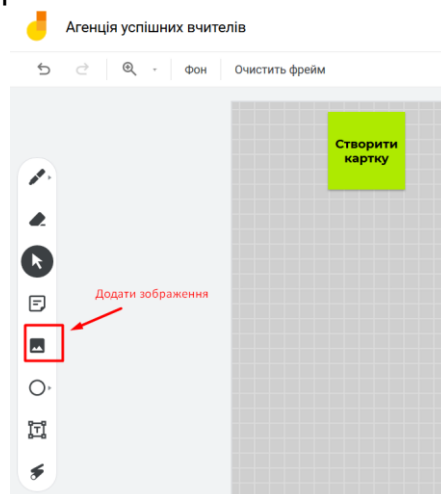 Агенція успішних вчителів
Фон Очистить фрейм
Створити
картку
Додати зображення